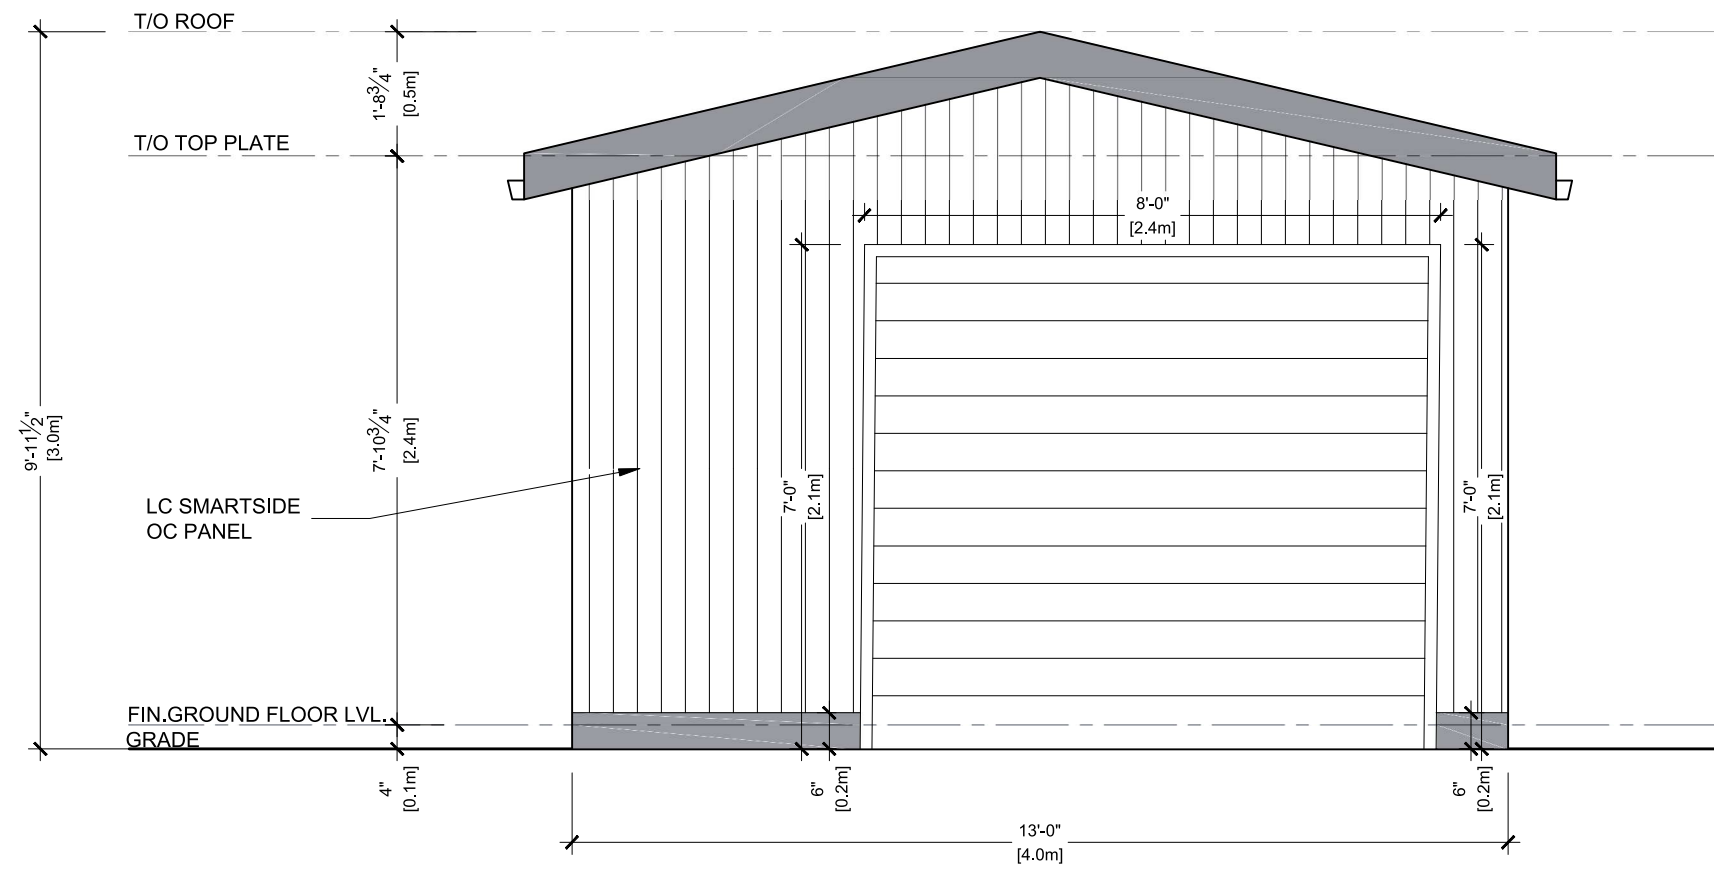 T/O ROOF
1'-8 3/4"
[0.5m]
T/O TOP PLATE
8'-0"
[2.4m]
9'-11 1/2"
[3.0m]
7'-10 3/4"
[2.4m]
7'-0"
[2.1m]
7'-0"
[2.1m]
LC SMARTSIDE
OC PANEL
FIN.GROUND FLOOR LVL.
GRADE
4"
[0.1m]
6"
[0.2m]
6"
[0.2m]
13'-0"
[4.0m]